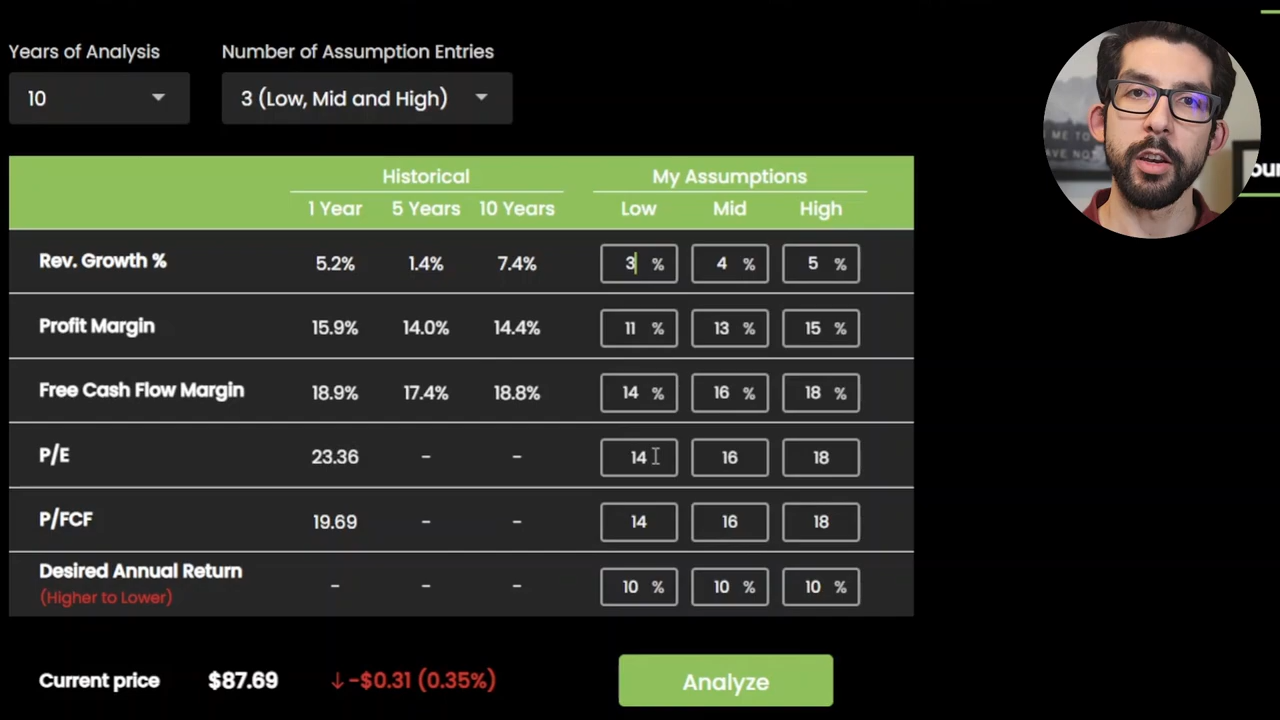 Years of Analysis Number of Assumption Entries
10 3 (Low, Mid and High)
Historical My Assumptions
1 Year 5 Years 10 Years Low Mid High
Rev. Growth % 5.2% 1.4% 7.4% 3 % 4 % 5 %
Profit Margin 15.9% 14.0% 14.4% 11 % 13 % 15 %
Free Cash Flow Margin 18.9% 17.4% 18.8% 14 % 16 % 18 %
P/E 23.36 - - 14 16 18
P/FCF 19.69 - - 14 16 18
Desired Annual Return - - - 10 % 10 % 10 %
(Higher to Lower)
Current price $87.69 ↓-$0.31 (0.35%) Analyze